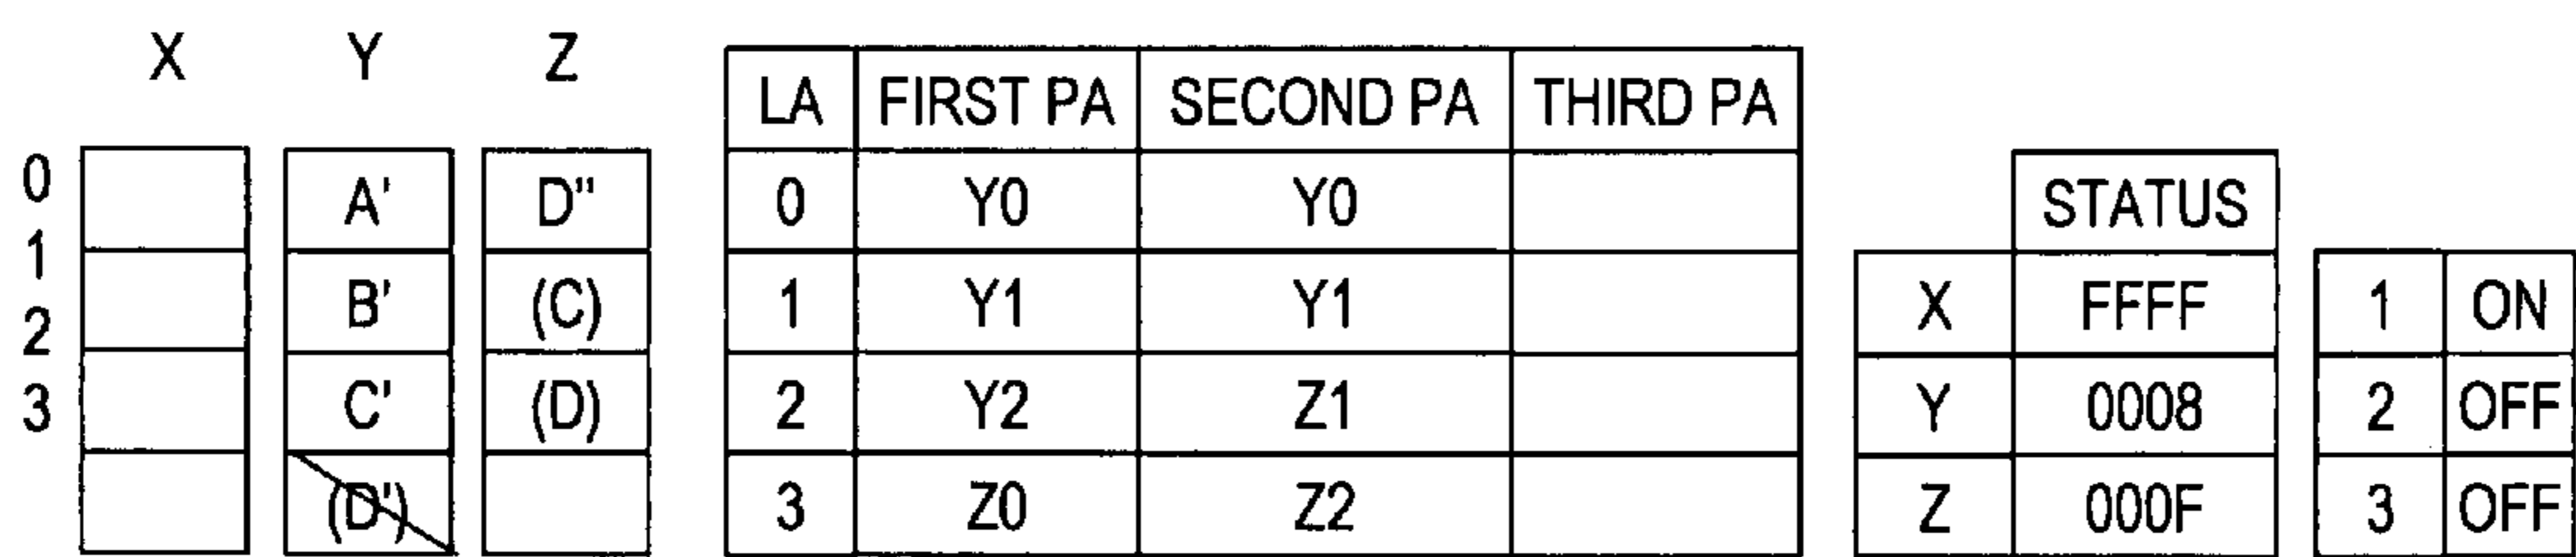 X Y Z
0 A' D"
1 B' (C)
2 C' (D)
3 (D')
LA FIRST PA SECOND PA THIRD PA
0 Y0 Y0
1 Y1 Y1
2 Y2 Z1
3 Z0 Z2
STATUS
X FFFF
Y 0008
Z 000F
1 ON
2 OFF
3 OFF